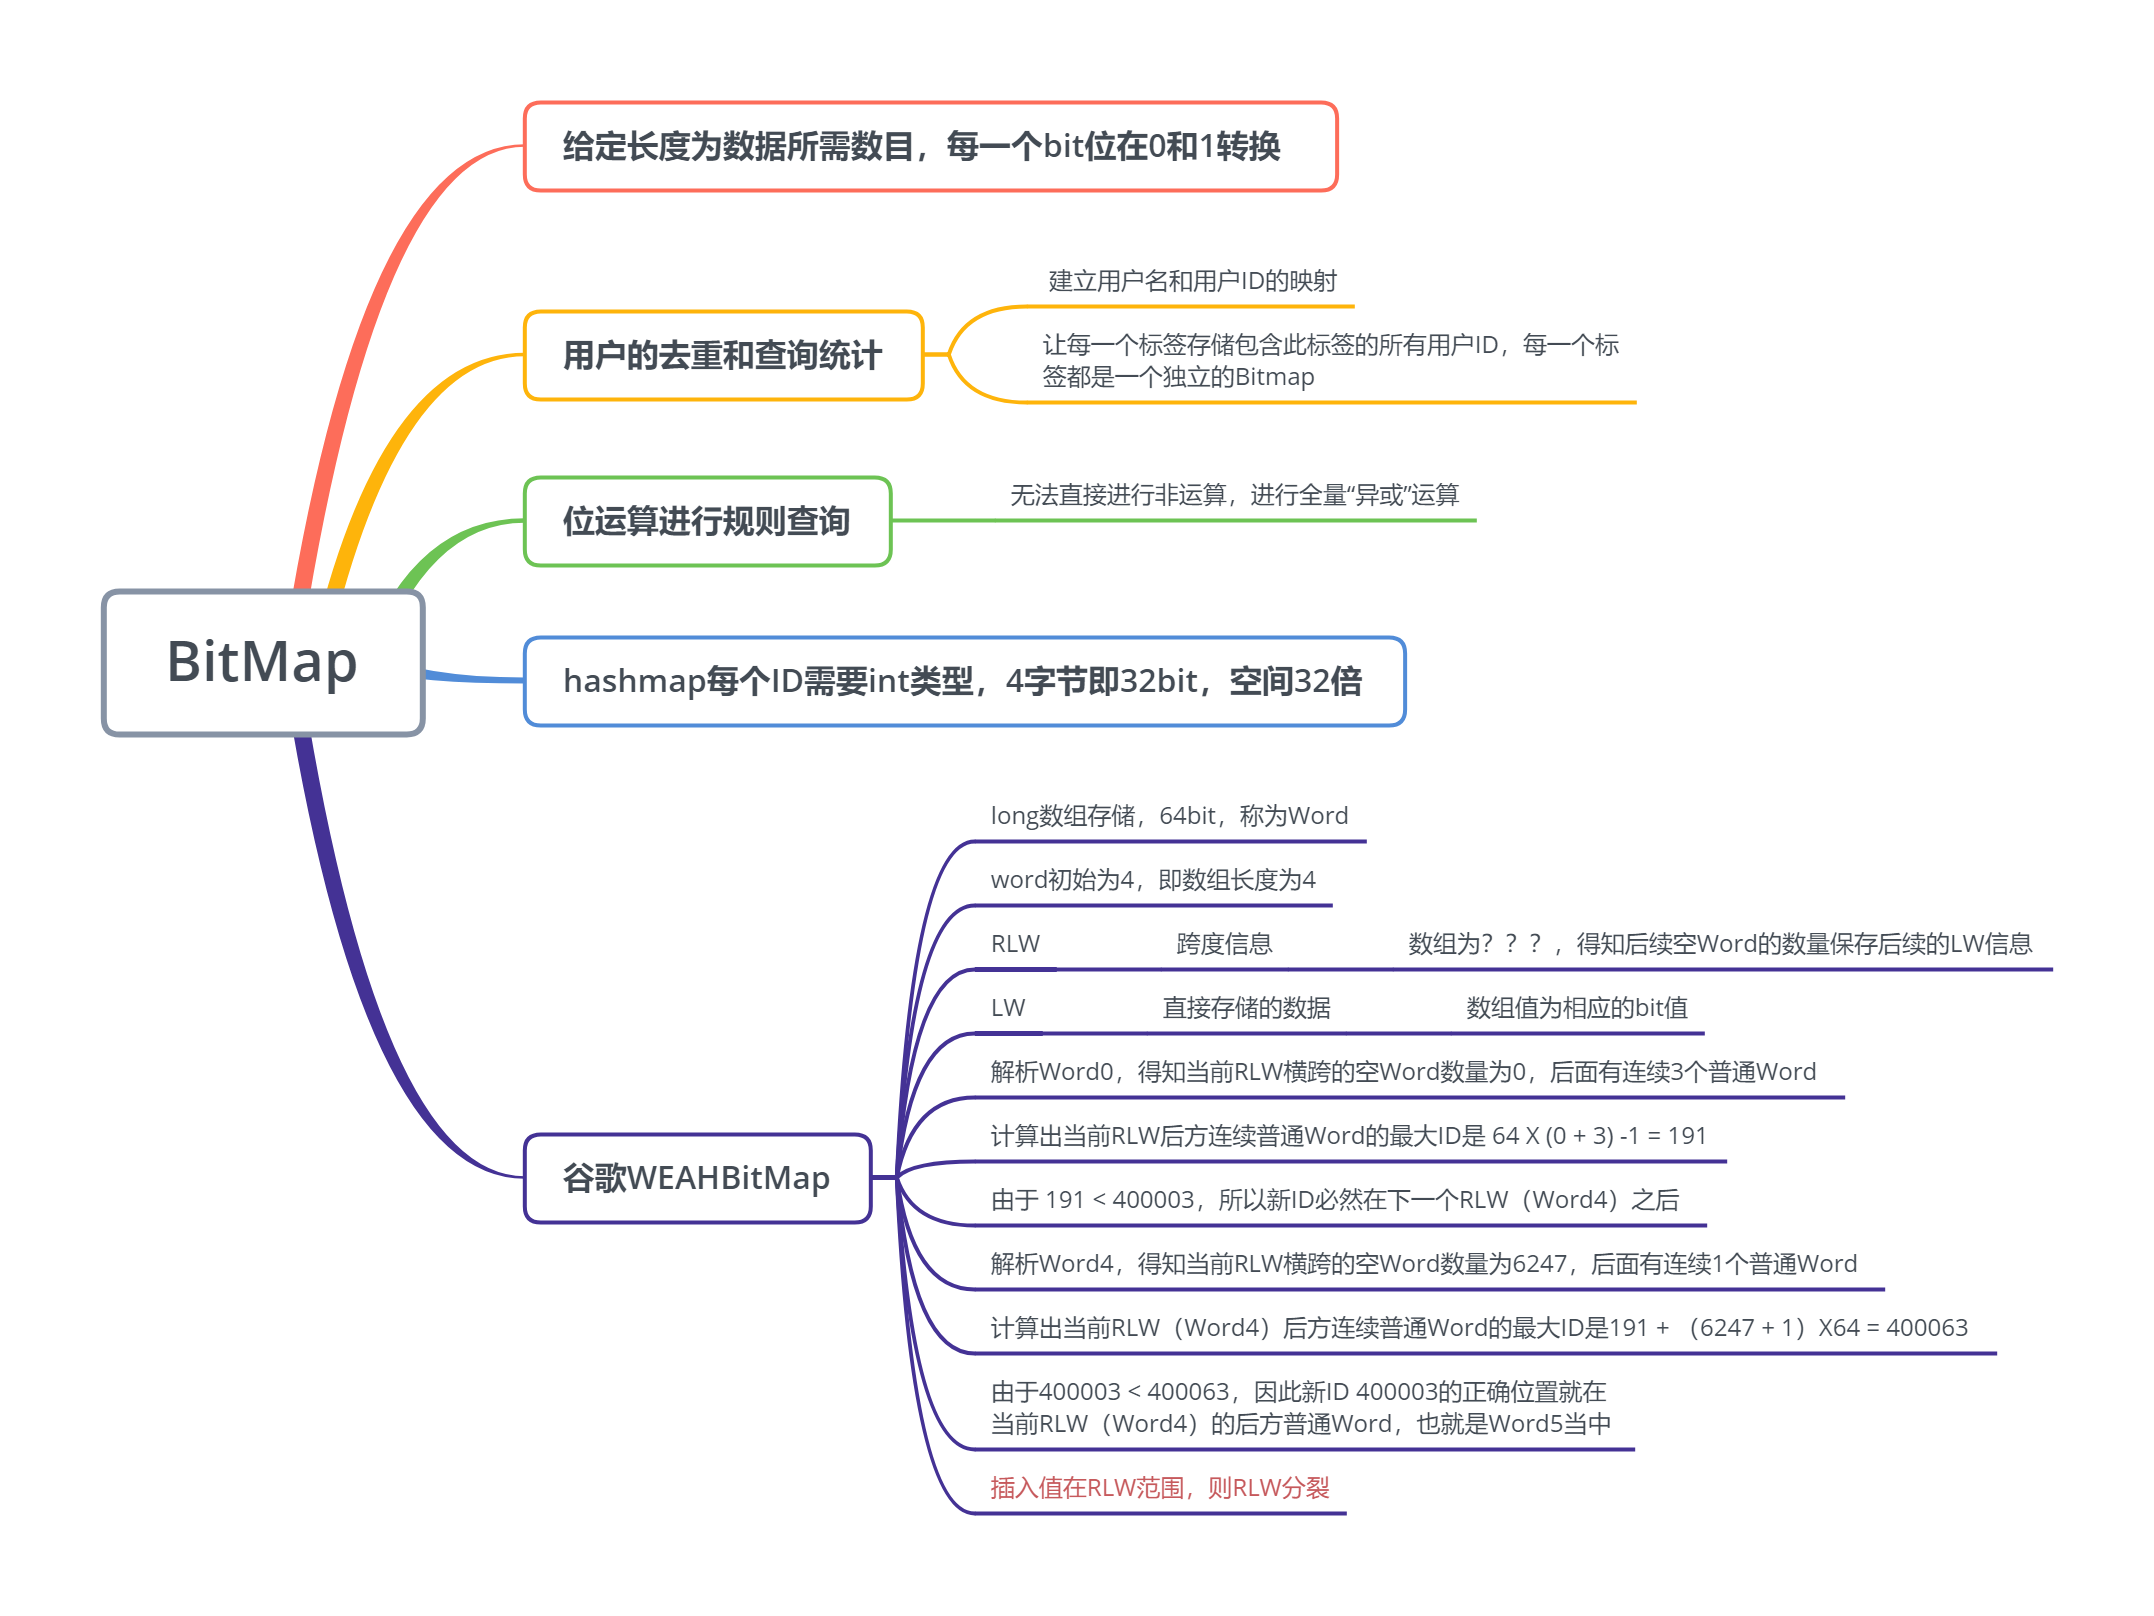 给定长度为数据所需数目，每一个bit位在0和1转换
建立用户名和用户ID的映射
用户的去重和查询统计
让每一个标签存储包含此标签的所有用户ID，每一个标
签都是一个独立的Bitmap
位运算进行规则查询
无法直接进行非运算，进行全量“异或”运算
BitMap
hashmap每个ID需要int类型，4字节即32bit，空间32倍
long数组存储，64bit，称为Word
word初始为4，即数组长度为4
RLW 跨度信息 数组为？？？，得知后续空Word的数量保存后续的LW信息
LW 直接存储的数据 数组值为相应的bit值
解析Word0，得知当前RLW横跨的空Word数量为0，后面有连续3个普通Word
计算出当前RLW后方连续普通Word的最大ID是 64 X (0 + 3) -1 = 191
谷歌WEAHBitMap
由于 191 < 400003，所以新ID必然在下一个RLW（Word4）之后
解析Word4，得知当前RLW横跨的空Word数量为6247，后面有连续1个普通Word
计算出当前RLW（Word4）后方连续普通Word的最大ID是191 + （6247 + 1）X64 = 400063
由于400003 < 400063，因此新ID 400003的正确位置就在
当前RLW（Word4）的后方普通Word，也就是Word5当中
插入值在RLW范围，则RLW分裂